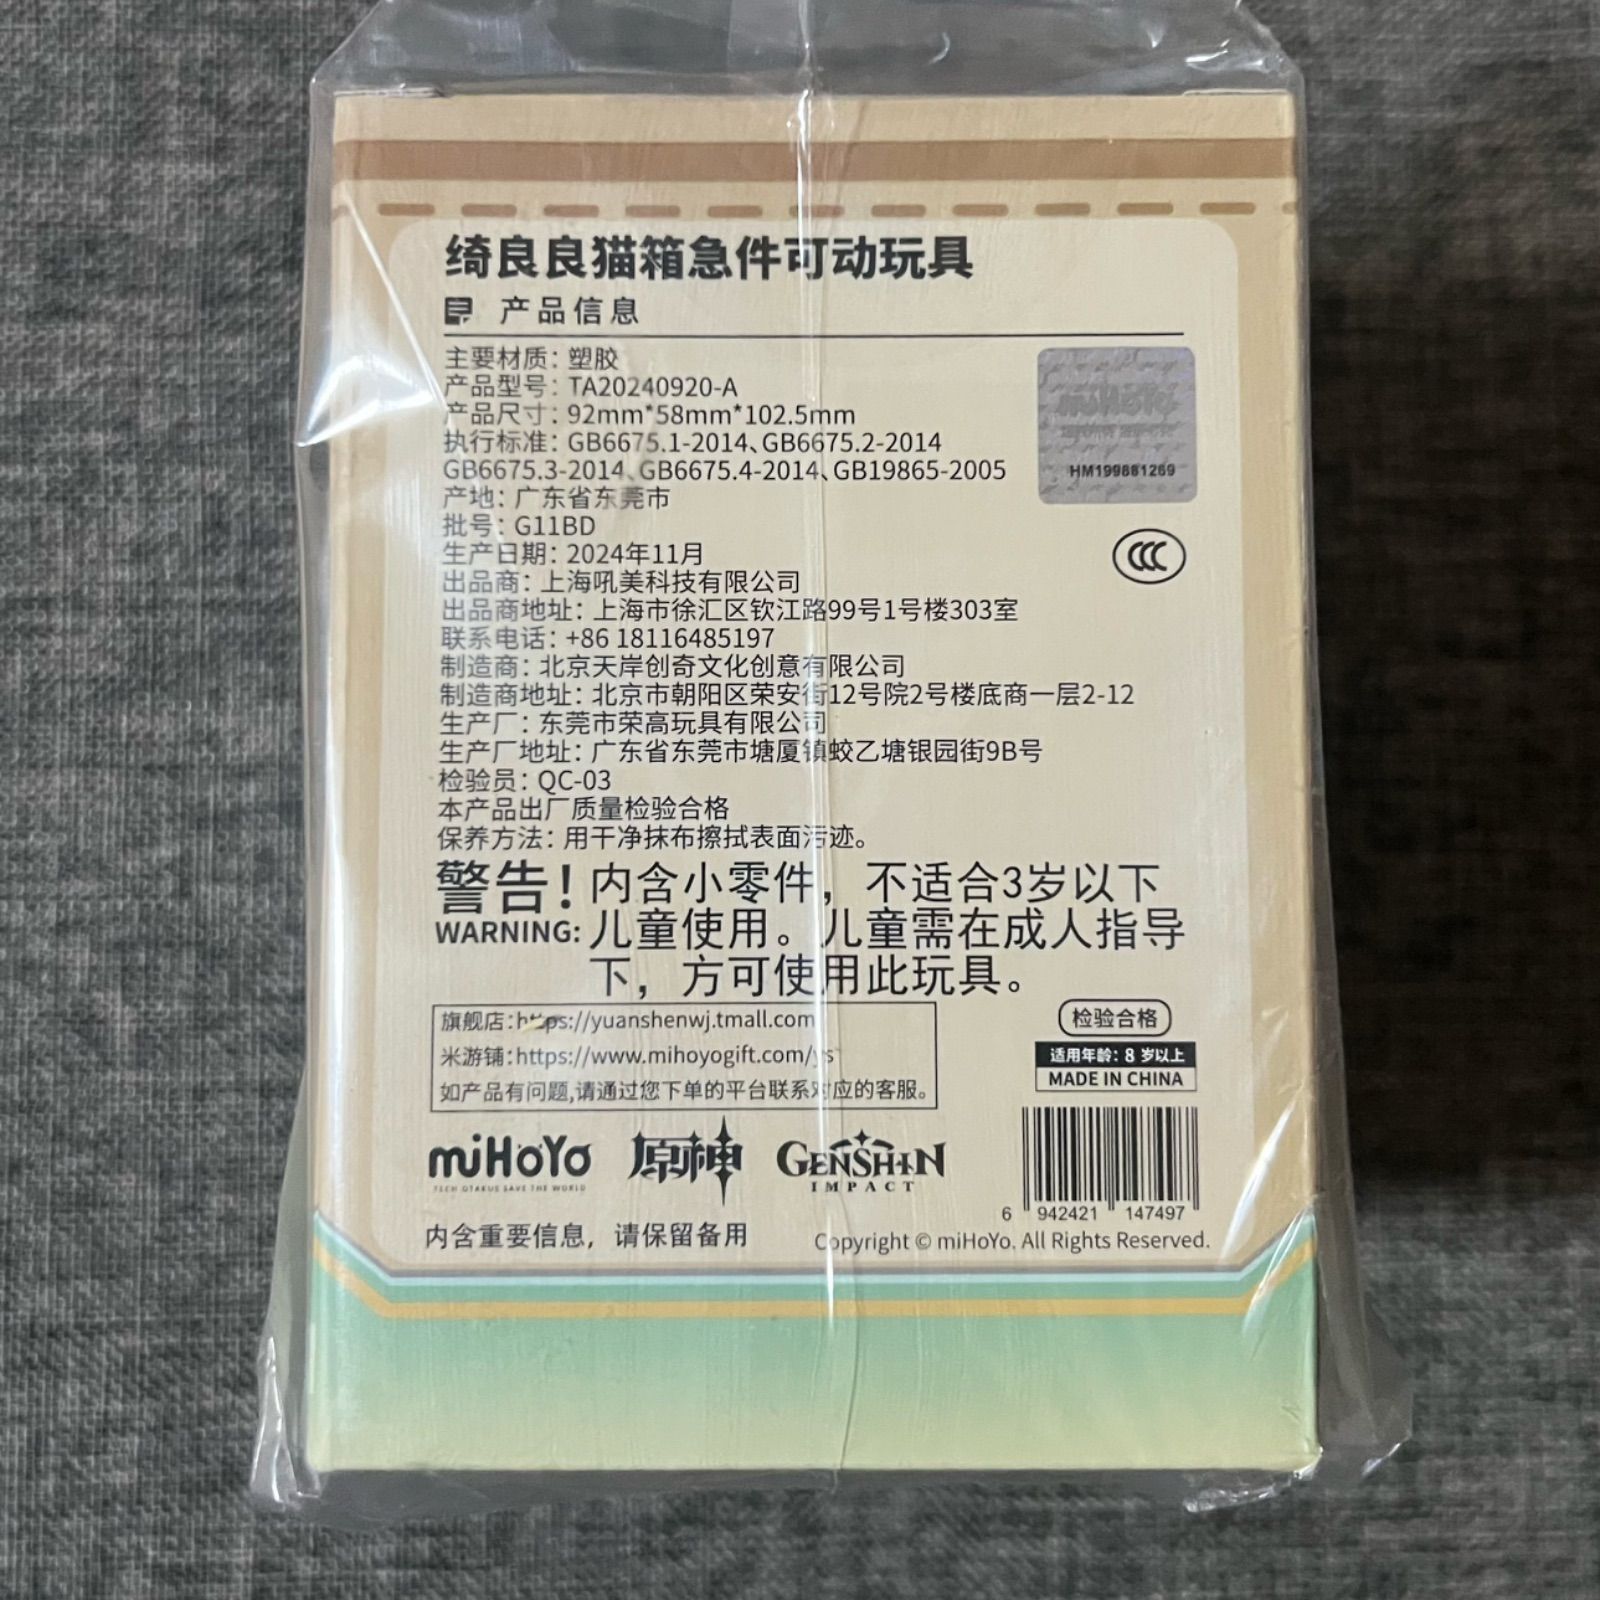 绮良良猫箱急件可动玩具
产品信息
主要材质：塑胶
产品型号：TA20240920-A
产品尺寸：92mm*58mm*102.5mm
执行标准：GB6675.1-2014、GB6675.2-2014
GB6675.3-2014、GB6675.4-2014、GB19865-2005
产地：广东省东莞市
批号：G11BD
生产日期：2024年11月
出品商：上海吼美科技有限公司
出品商地址：上海市徐汇区钦江路99号1号楼303室
联系电话：+86 18116485197
制造商：北京天岸创奇文化创意有限公司
制造商地址：北京市朝阳区荣安街12号院2号楼底商一层2-12
生产厂：东莞市荣高玩具有限公司
生产厂地址：广东省东莞市塘厦镇蛟乙塘银园街9B号
检验员：QC-03
本产品出厂质量检验合格
保养方法：用干净抹布擦拭表面污迹。
miHoYo
HM199881269
CCC
警告！内含小零件，不适合3岁以下
WARNING: 儿童使用。儿童需在成人指导
下，方可使用此玩具。
旗舰店：https://yuanshenwj.tmall.com
米游铺：https://www.mihoyogift.com/ys
如产品有问题,请通过您下单的平台联系对应的客服。
检验合格
适用年龄：8 岁以上
MADE IN CHINA
miHoYo
TECH OTAKUS SAVE THE WORLD
原神
GENSHIN
IMPACT
6 942421 147497
内含重要信息，请保留备用
Copyright © miHoYo. All Rights Reserved.